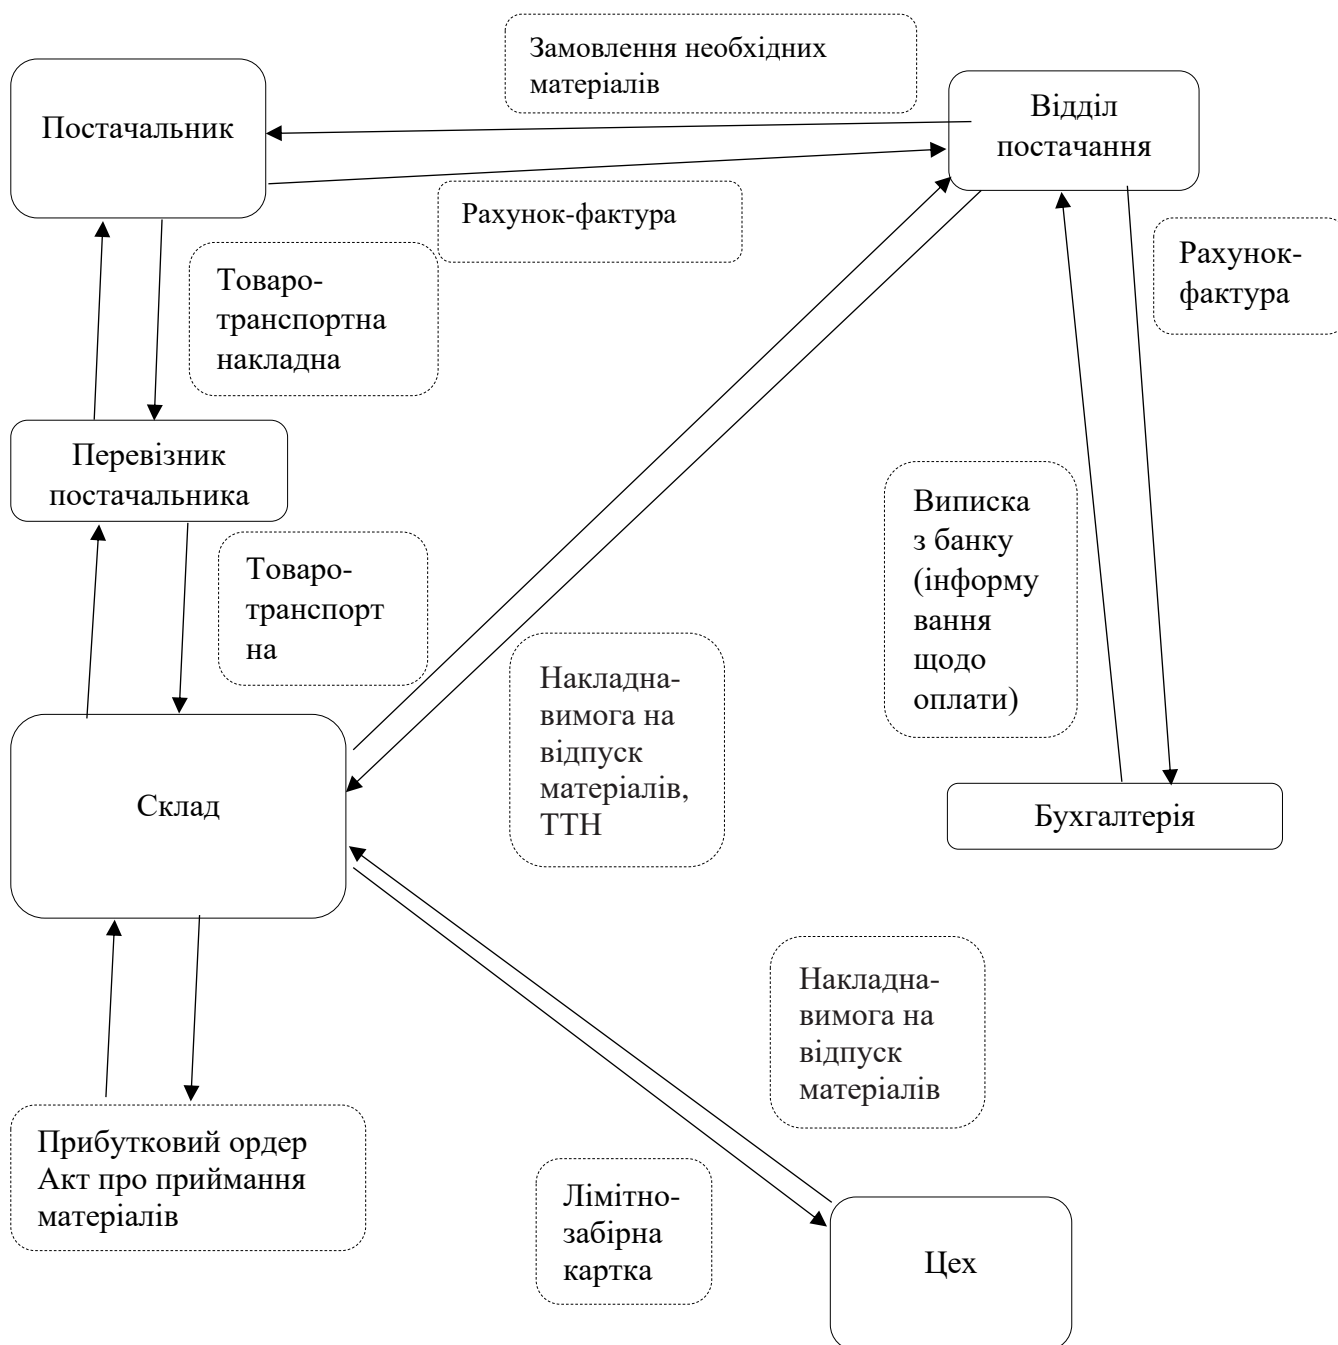 Замовлення необхідних
матеріалів
Постачальник
Відділ
постачання
Рахунок-фактура
Рахунок-
фактура
Товаро-
транспортна
накладна
Перевізник
постачальника
Виписка
з банку
(інформу
вання
щодо
оплати)
Товаро-
транспорт
на
Накладна-
вимога на
відпуск
матеріалів,
ТТН
Склад
Бухгалтерія
Накладна-
вимога на
відпуск
матеріалів
Прибутковий ордер
Акт про приймання
матеріалів
Лімітно-
забірна
картка
Цех